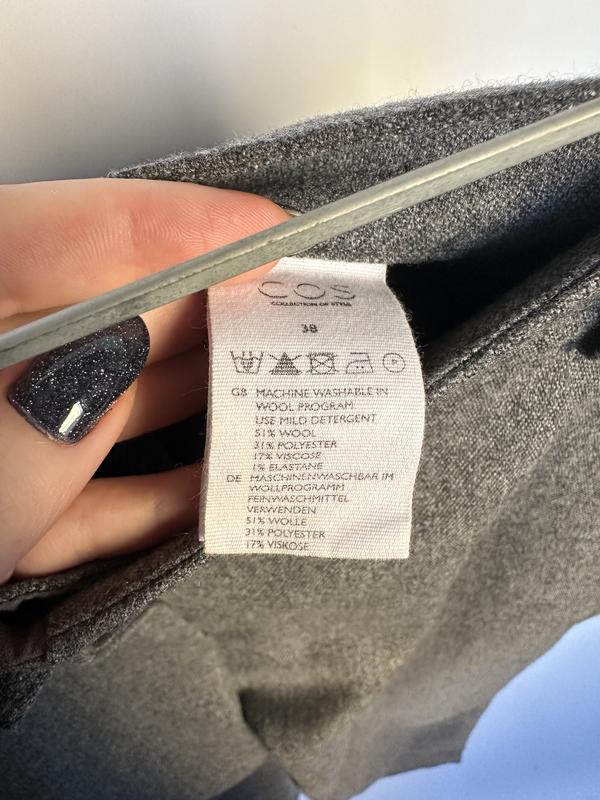 COS
COLLECTION OF STYLE
38
GB MACHINE WASHABLE IN
WOOL PROGRAM
USE MILD DETERGENT
51% WOOL
31% POLYESTER
17% VISCOSE
1% ELASTANE
DE MASCHINENWASCHBAR IM
WOLLPROGRAMM
FEINWASCHMITTEL
VERWENDEN
51% WOLLE
31% POLYESTER
17% VISKOSE